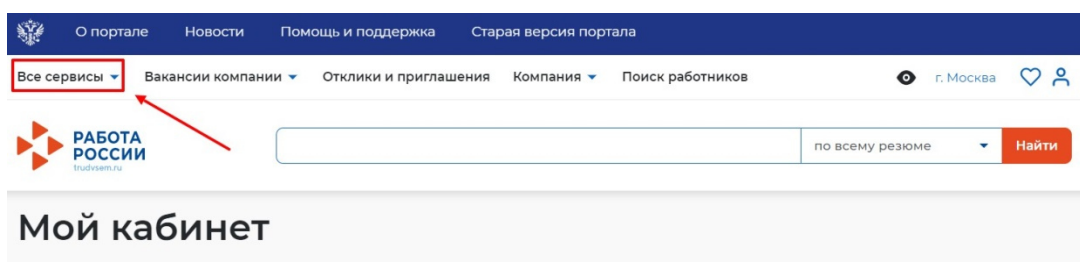 О портале Новости Помощь и поддержка Старая версия портала
Все сервисы Вакансии компании Отклики и приглашения Компания Поиск работников г. Москва
РАБОТА
РОССИИ
trudvsem.ru
по всему резюме Найти
Мой кабинет